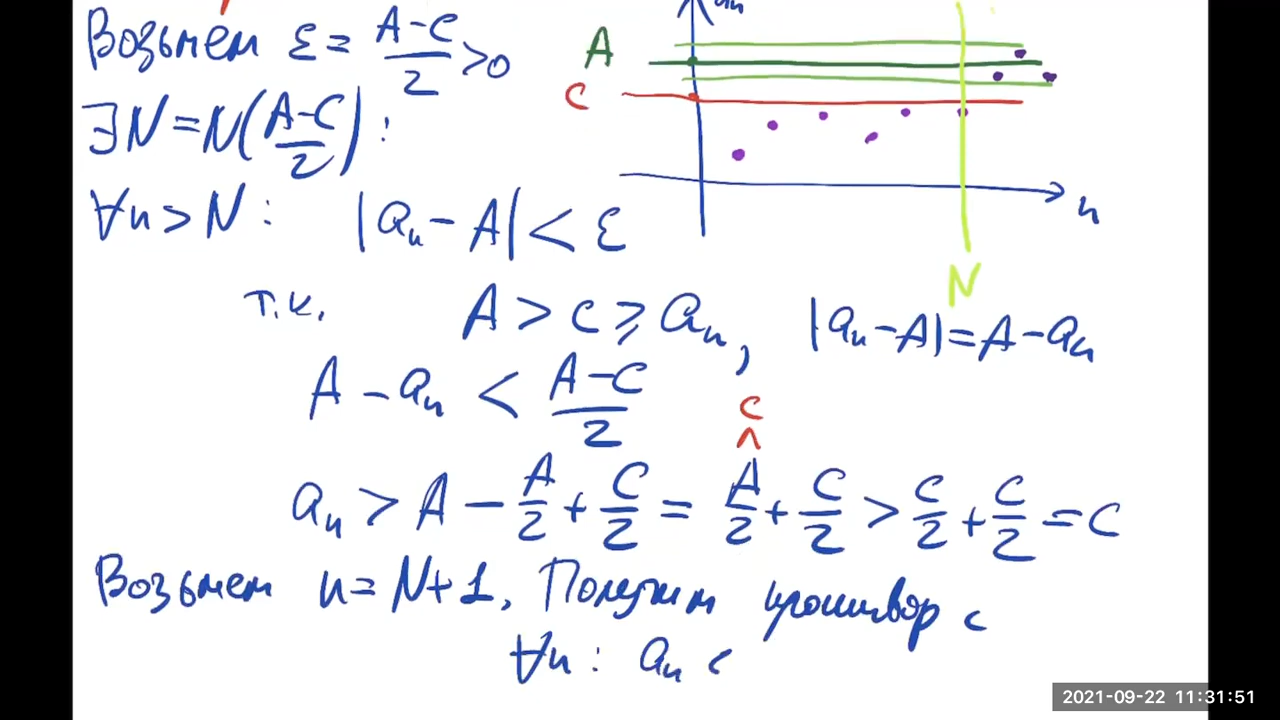 Возьмём ε = (A-C)/2 > 0
∃N = N((A-C)/2) :
∀n > N : |aₙ - A| < ε
A
C
n
N
т.к. A > c ⩾ aₙ, |aₙ - A| = A - aₙ
A - aₙ < (A-C)/2
c
^
aₙ > A - A/2 + C/2 = A/2 + C/2 > C/2 + C/2 = C
Возьмем n = N+1. Получим противор с
∀n : aₙ
2021-09-22 11:31:51